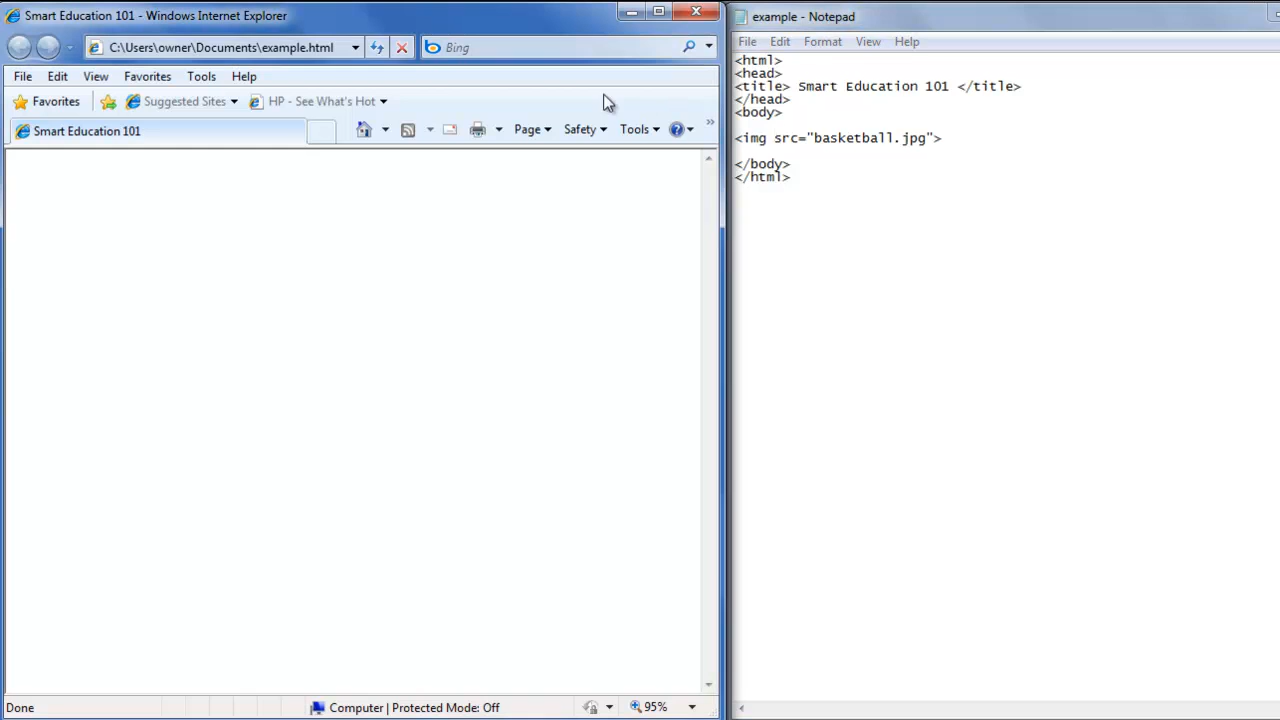 Smart Education 101 - Windows Internet Explorer
C:\Users\owner\Documents\example.html
Bing
File Edit View Favorites Tools Help
Favorites Suggested Sites HP - See What's Hot
Smart Education 101
Page Safety Tools
Done
Computer | Protected Mode: Off
95%
example - Notepad
File Edit Format View Help
<html>
<head>
<title> Smart Education 101 </title>
</head>
<body>
<img src="basketball.jpg">
</body>
</html>